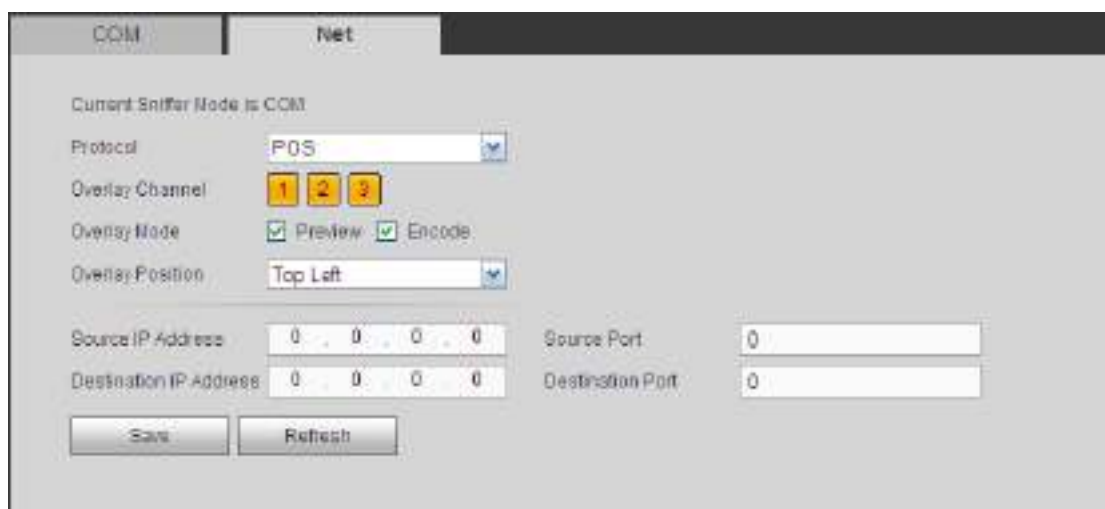 COM Net
Current Sniffer Mode is COM
Protocol POS
Overlay Channel 1 2 3
Overlay Mode Preview Encode
Overlay Position Top Left
Source IP Address 0 . 0 . 0 . 0 Source Port 0
Destination IP Address 0 . 0 . 0 . 0 Destination Port 0
Save Refresh